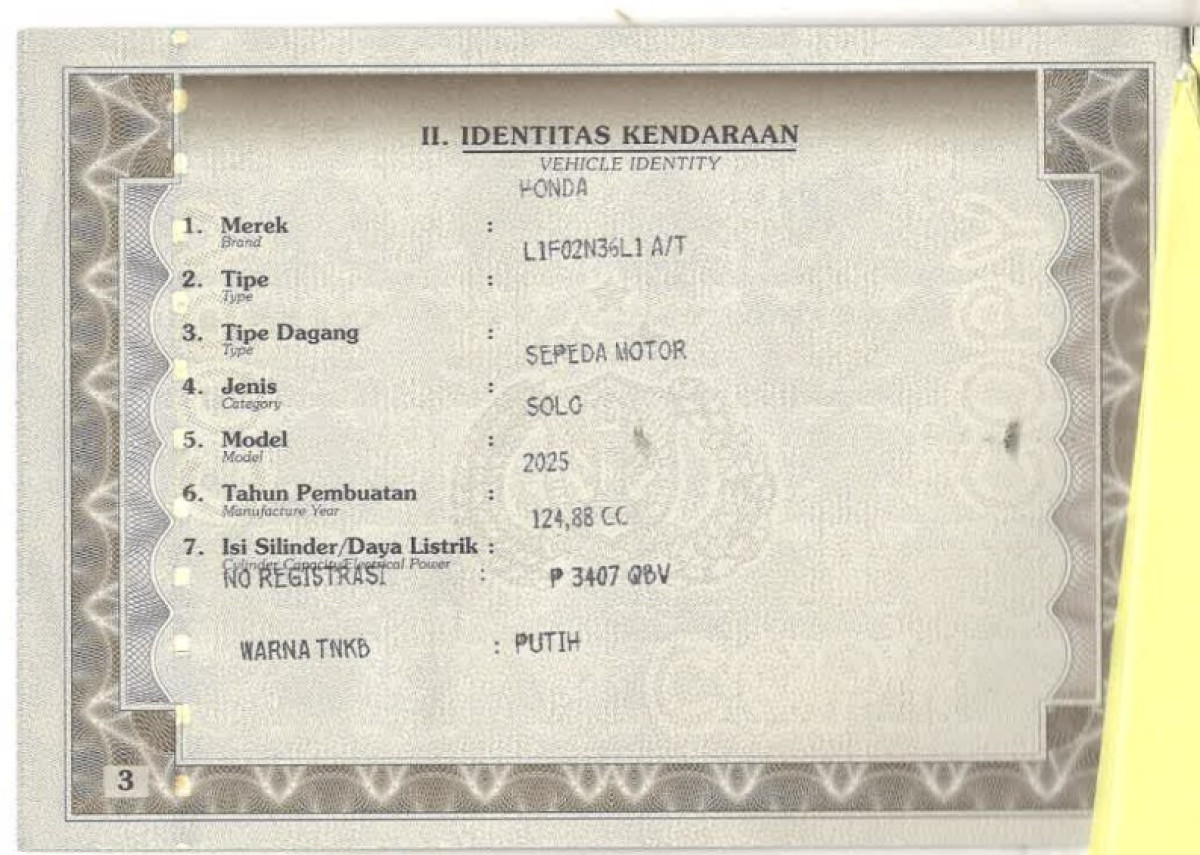 II. IDENTITAS KENDARAAN
VEHICLE IDENTITY
HONDA
1. Merek :
Brand
L1F02N36L1 A/T
2. Tipe :
Type
3. Tipe Dagang :
Type
SEPEDA MOTOR
4. Jenis :
Category
SOLO
5. Model :
Model
2025
6. Tahun Pembuatan :
Manufacture Year
124,88 CC
7. Isi Silinder/Daya Listrik :
Cylinder Capacity/Electrical Power
NO REGISTRASI : P 3407 QBV
WARNA TNKB : PUTIH
3